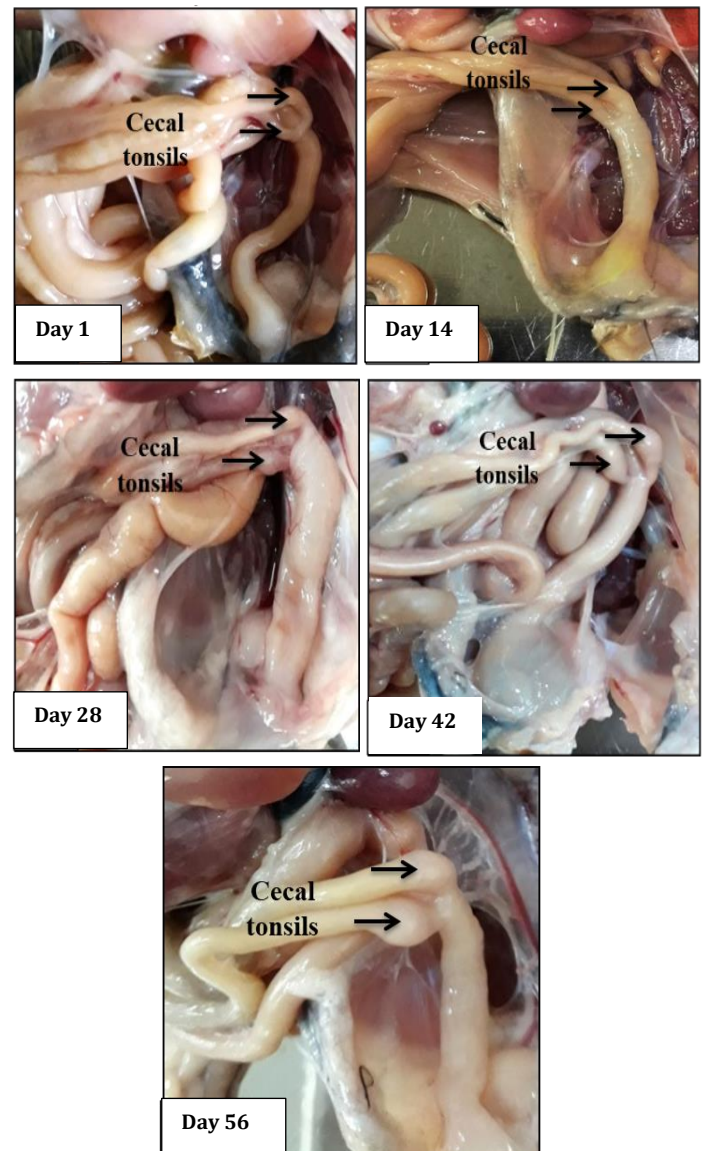 Cecal
tonsils
Day 1
Cecal
tonsils
Day 14
Cecal
tonsils
Day 28
Cecal
tonsils
Day 42
Cecal
tonsils
Day 56